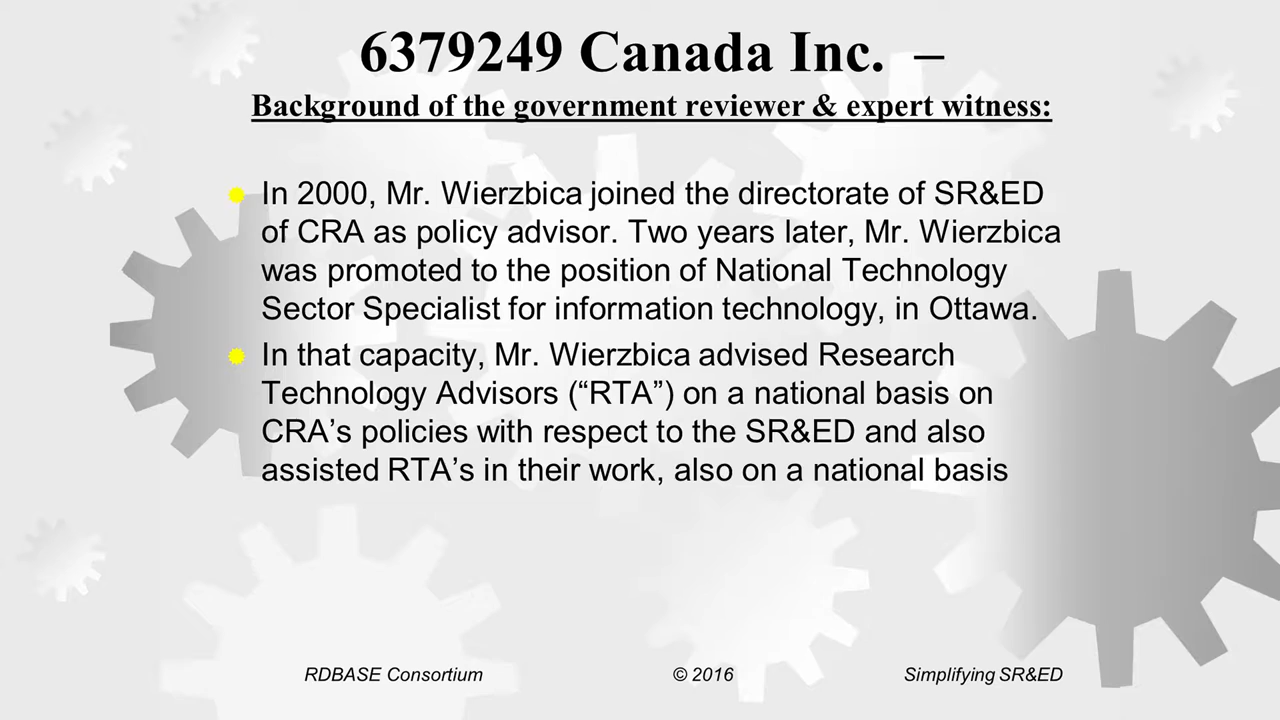 6379249 Canada Inc. –
Background of the government reviewer & expert witness:
In 2000, Mr. Wierzbica joined the directorate of SR&ED
of CRA as policy advisor. Two years later, Mr. Wierzbica
was promoted to the position of National Technology
Sector Specialist for information technology, in Ottawa.
In that capacity, Mr. Wierzbica advised Research
Technology Advisors (“RTA”) on a national basis on
CRA’s policies with respect to the SR&ED and also
assisted RTA’s in their work, also on a national basis
RDBASE Consortium © 2016 Simplifying SR&ED